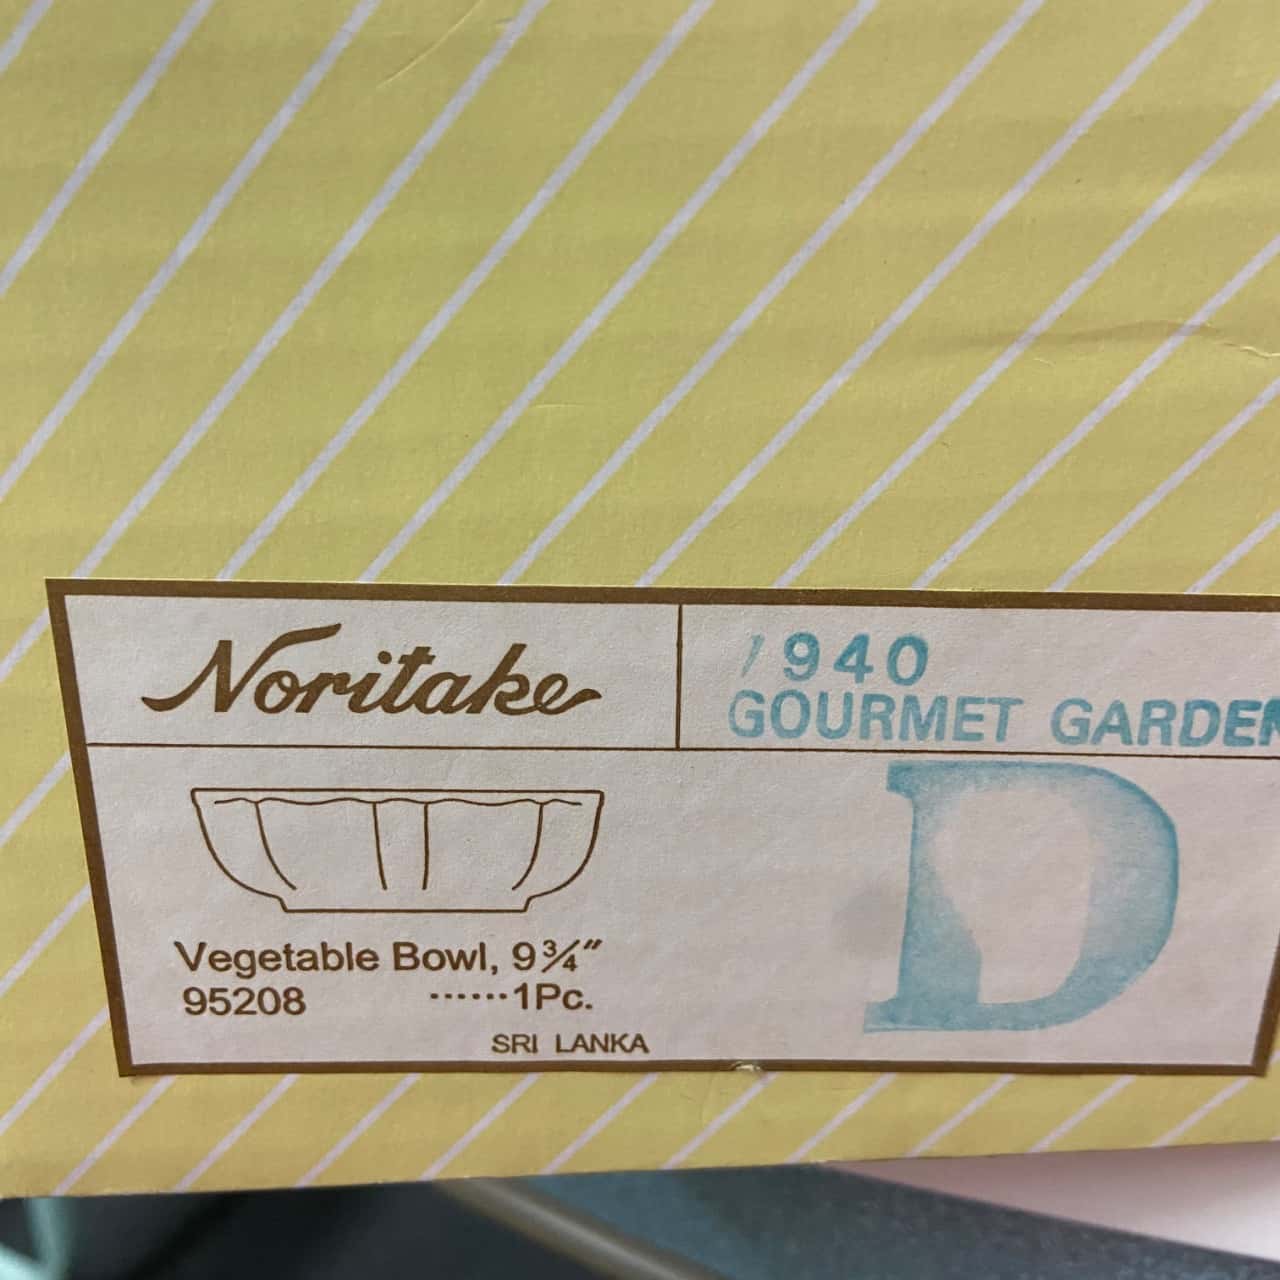 Noritake
1940
GOURMET GARDEN
D
Vegetable Bowl, 9¾"
95208 ······1Pc.
SRI LANKA